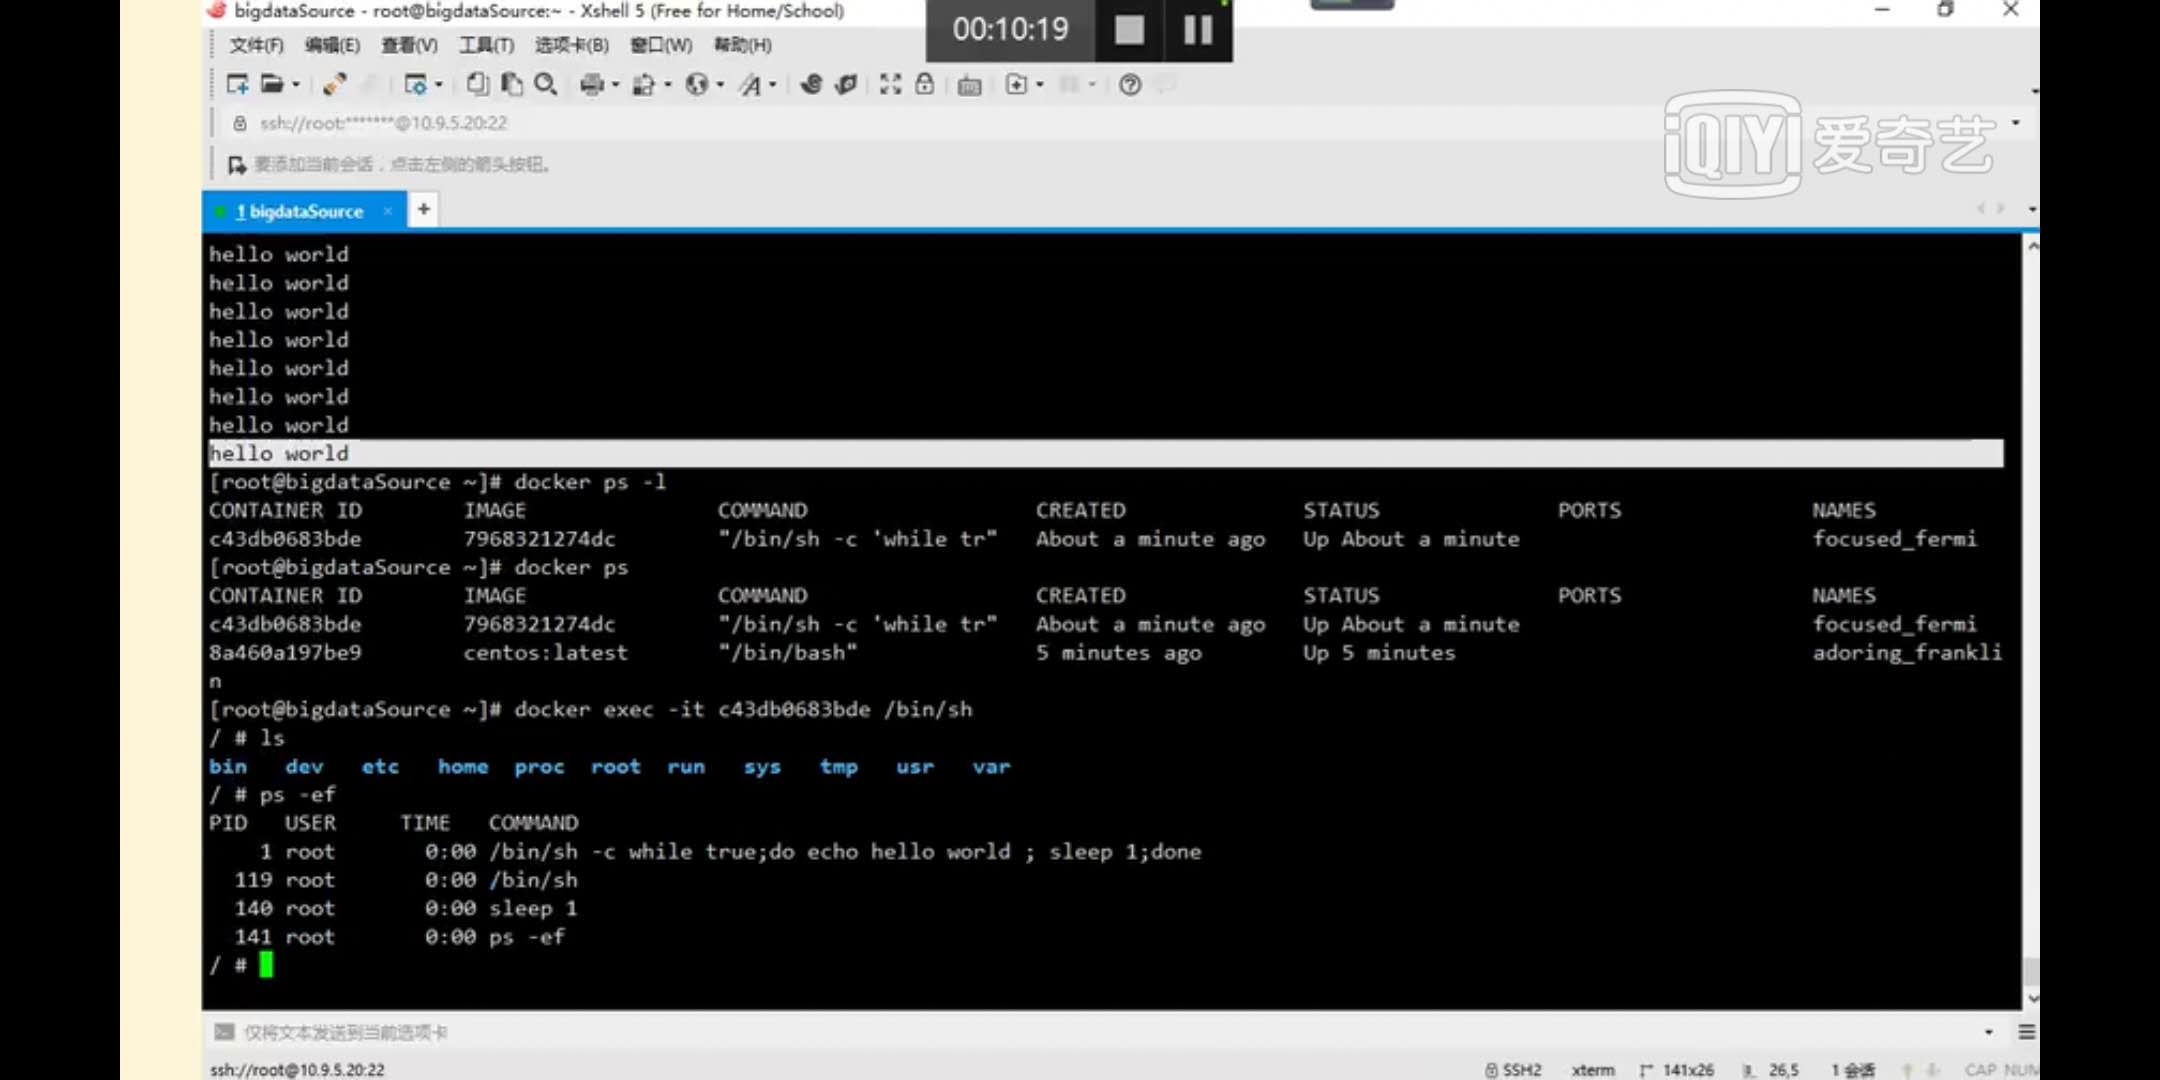 bigdataSource - root@bigdataSource:~ - Xshell 5 (Free for Home/School)
00:10:19
文件(F) 编辑(E) 查看(V) 工具(T) 选项卡(B) 窗口(W) 帮助(H)
ssh://root:*******@10.9.5.20:22
要添加当前会话，点击左侧的箭头按钮。
iQIYI 爱奇艺
1 bigdataSource × +
hello world
hello world
hello world
hello world
hello world
hello world
hello world
hello world
[root@bigdataSource ~]# docker ps -l
CONTAINER ID IMAGE COMMAND CREATED STATUS PORTS NAMES
c43db0683bde 7968321274dc "/bin/sh -c 'while tr" About a minute ago Up About a minute focused_fermi
[root@bigdataSource ~]# docker ps
CONTAINER ID IMAGE COMMAND CREATED STATUS PORTS NAMES
c43db0683bde 7968321274dc "/bin/sh -c 'while tr" About a minute ago Up About a minute focused_fermi
8a460a197be9 centos:latest "/bin/bash" 5 minutes ago Up 5 minutes adoring_frankli
n
[root@bigdataSource ~]# docker exec -it c43db0683bde /bin/sh
/ # ls
bin dev etc home proc root run sys tmp usr var
/ # ps -ef
PID USER TIME COMMAND
1 root 0:00 /bin/sh -c while true;do echo hello world ; sleep 1;done
119 root 0:00 /bin/sh
140 root 0:00 sleep 1
141 root 0:00 ps -ef
/ #
仅将文本发送到当前选项卡
ssh://root@10.9.5.20:22 SSH2 xterm 141x26 26,5 1 会话 CAP NUM